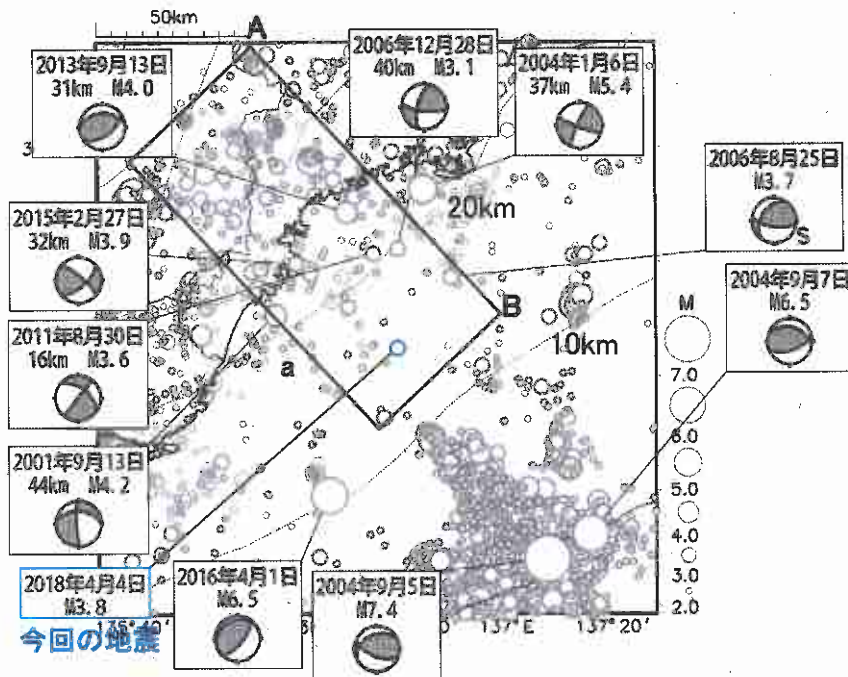 50km
A
2013年9月13日
31km M4.0
2006年12月28日
40km M3.1
2004年1月6日
37km M5.4
2006年8月25日
M3.7
S
20km
2015年2月27日
32km M3.9
2004年9月7日
M6.5
B
10km
M
2011年8月30日
16km M3.6
a
7.0
6.0
5.0
4.0
3.0
2.0
2001年9月13日
44km M4.2
2018年4月4日
M3.8
今回の地震
2016年4月1日
M6.5
2004年9月5日
M7.4
137°E
137°20'